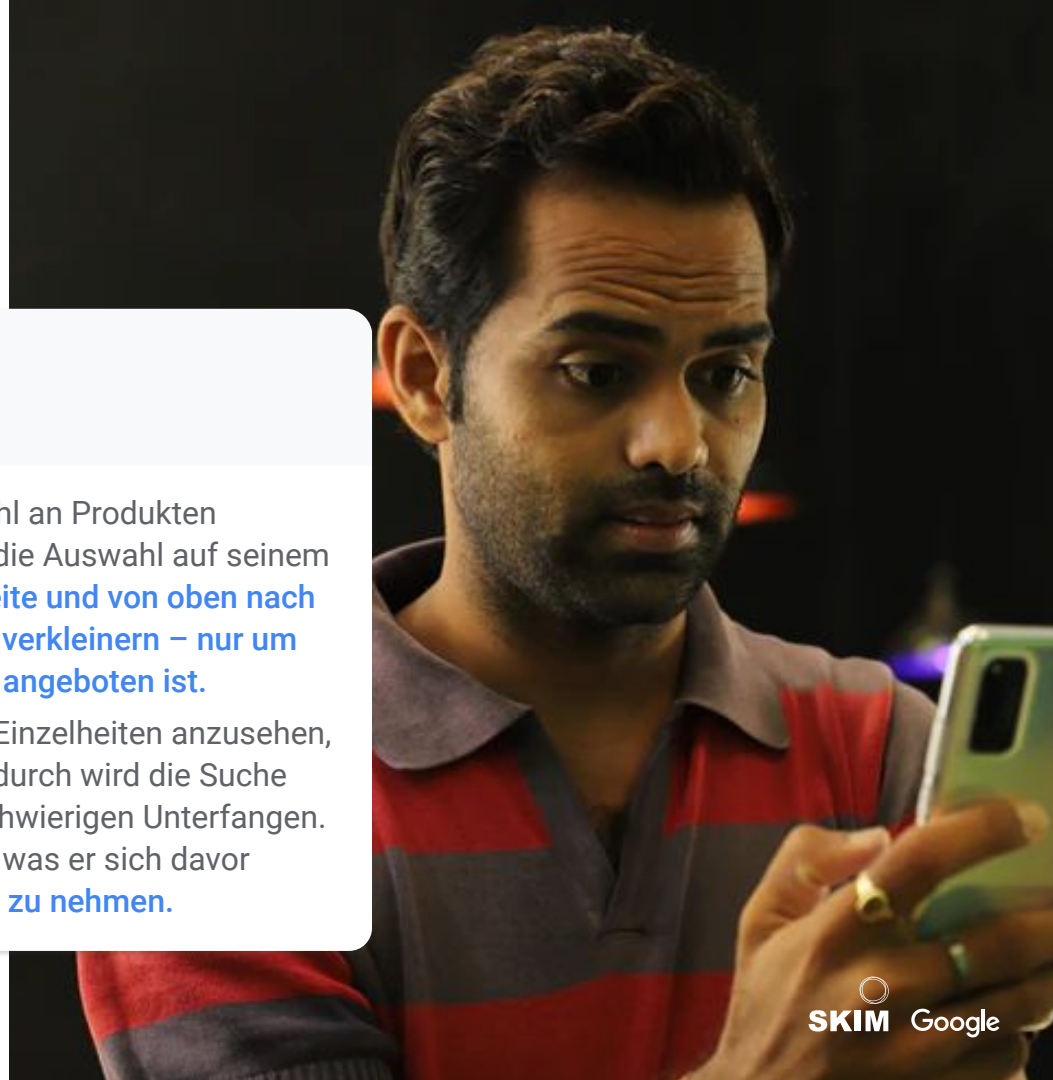 hl an Produkten
die Auswahl auf seinem
eite und von oben nach
verkleinern – nur um
angeboten ist.
Einzelheiten anzusehen,
durch wird die Suche
hwierigen Unterfangen.
was er sich davor
zu nehmen.
SKIM Google